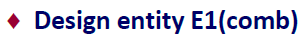 ♦ Design entity E1(comb)